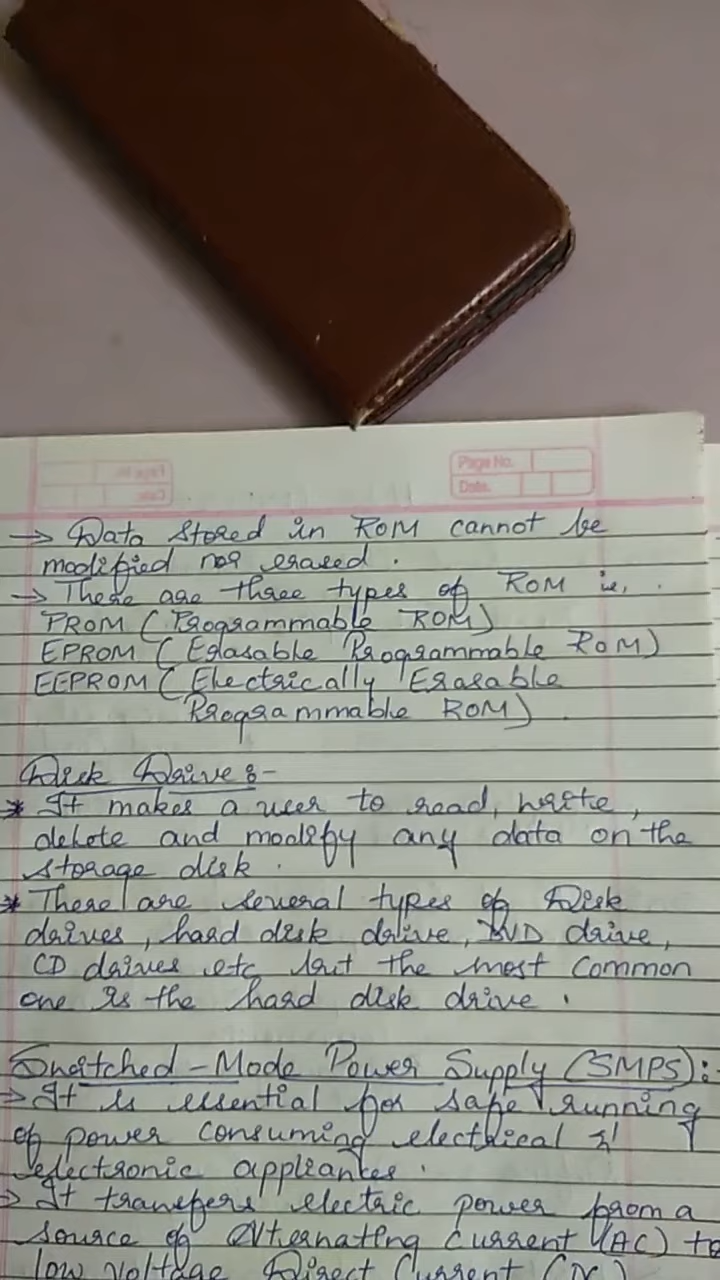 Page No.
Date.
→ Data stored in ROM cannot be
modified nor erased.
→ There are three types of ROM ie,.
PROM (Programmable ROM)
EPROM (Erasable Programmable ROM)
EEPROM (Electrically Erasable
Programmable ROM).
Disk Drive :-
* It makes a user to read, write,
delete and modify any data on the
storage disk.
* There are several types of Disk
drives, hard disk drive, DVD drive,
CD drives etc but the most common
one is the hard disk drive.
Switched-Mode Power Supply (SMPS):-
→ It is essential for safe running
of power consuming electrical &
electronic appliances.
→ It transfers electric power from a
source of Alternating Current (AC) to
low voltage Direct Current (DC)